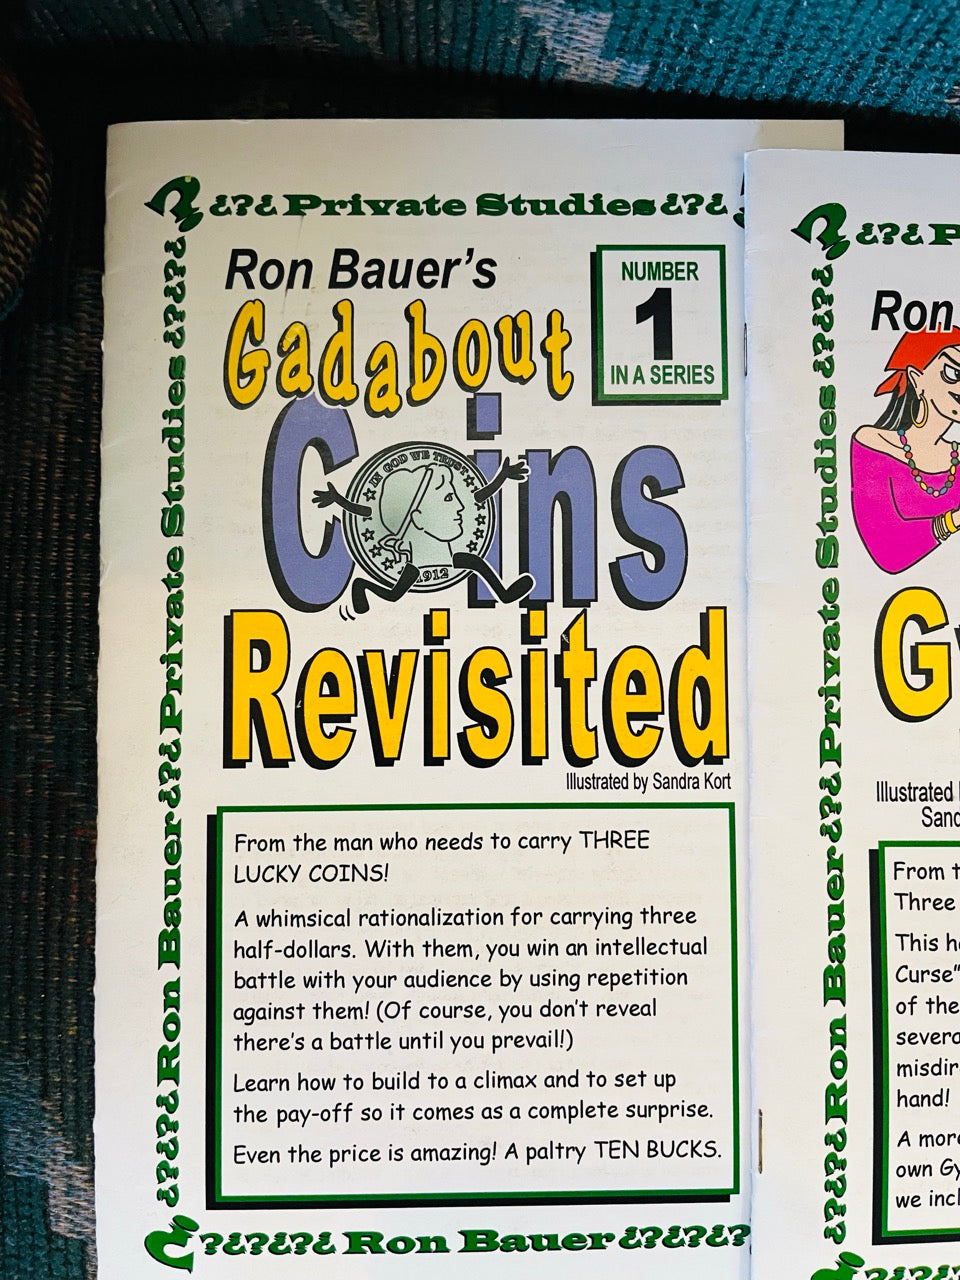 Private Studies
Ron Bauer's
Gadabout
Coins
Revisited
NUMBER
1
IN A SERIES
IN GOD WE TRUST
1912
Illustrated by Sandra Kort
From the man who needs to carry THREE
LUCKY COINS!
A whimsical rationalization for carrying three
half-dollars. With them, you win an intellectual
battle with your audience by using repetition
against them! (Of course, you don't reveal
there's a battle until you prevail!)
Learn how to build to a climax and to set up
the pay-off so it comes as a complete surprise.
Even the price is amazing! A paltry TEN BUCKS.
¿?¿Ron Bauer¿?¿Private Studies¿?¿?¿
?¿?¿?¿Ron Bauer¿?¿?¿?
Ron
Illustrated
From
Three
This
Curse"
of the
hand!
A
own
we
Ron Bauer¿?¿Private Studies